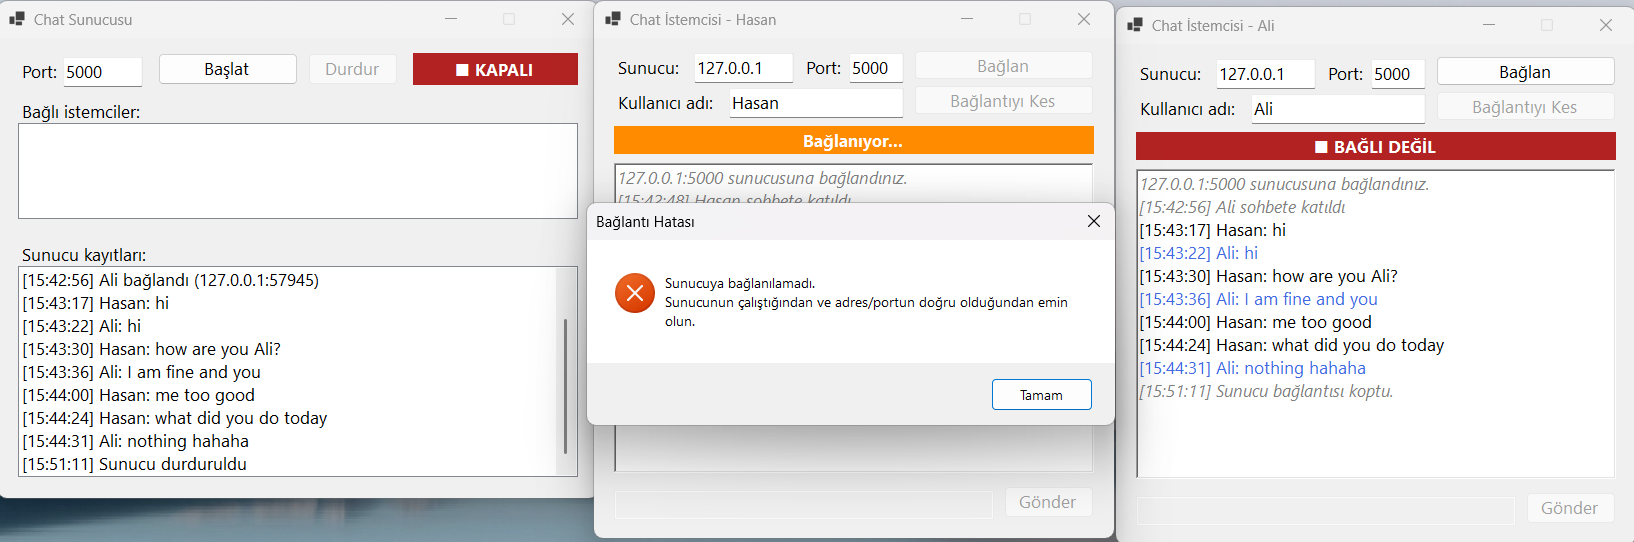 Chat Sunucusu
Port: 5000 Başlat Durdur ■ KAPALI
Bağlı istemciler:
Sunucu kayıtları:
[15:42:56] Ali bağlandı (127.0.0.1:57945)
[15:43:17] Hasan: hi
[15:43:22] Ali: hi
[15:43:30] Hasan: how are you Ali?
[15:43:36] Ali: I am fine and you
[15:44:00] Hasan: me too good
[15:44:24] Hasan: what did you do today
[15:44:31] Ali: nothing hahaha
[15:51:11] Sunucu durduruldu
Chat İstemcisi - Hasan
Sunucu: 127.0.0.1 Port: 5000 Bağlan
Kullanıcı adı: Hasan Bağlantıyı Kes
Bağlanıyor...
127.0.0.1:5000 sunucusuna bağlandınız.
[15:42:48] Hasan sohbete katıldı
Bağlantı Hatası
Sunucuya bağlanılamadı.
Sunucunun çalıştığından ve adres/portun doğru olduğundan emin
olun.
Tamam
Gönder
Chat İstemcisi - Ali
Sunucu: 127.0.0.1 Port: 5000 Bağlan
Kullanıcı adı: Ali Bağlantıyı Kes
■ BAĞLI DEĞİL
127.0.0.1:5000 sunucusuna bağlandınız.
[15:42:56] Ali sohbete katıldı
[15:43:17] Hasan: hi
[15:43:22] Ali: hi
[15:43:30] Hasan: how are you Ali?
[15:43:36] Ali: I am fine and you
[15:44:00] Hasan: me too good
[15:44:24] Hasan: what did you do today
[15:44:31] Ali: nothing hahaha
[15:51:11] Sunucu bağlantısı koptu.
Gönder